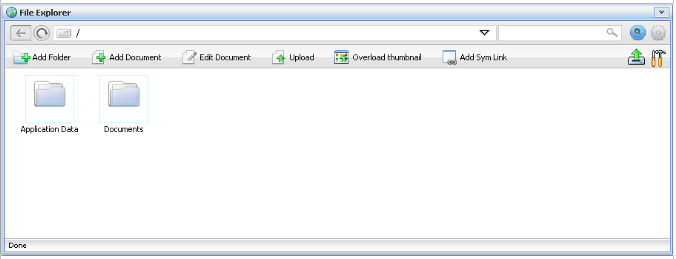 File Explorer
/
Add Folder Add Document Edit Document Upload Overload thumbnail Add Sym Link
Application Data Documents
Done